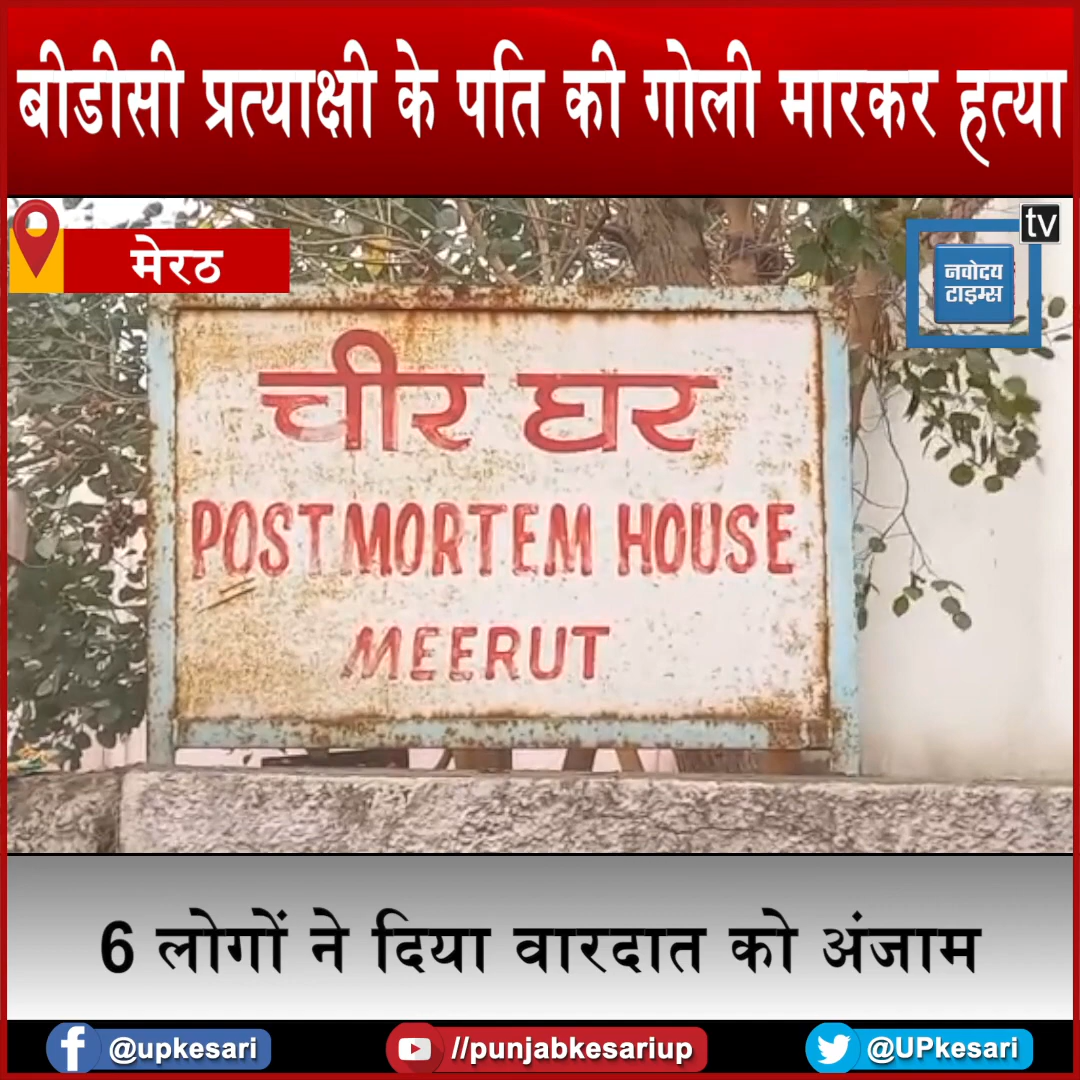 बीडीसी प्रत्याक्षी के पति की गोली मारकर हत्या
मेरठ
tv
नवोदय
टाइम्स
चीर घर
POSTMORTEM HOUSE
MEERUT
6 लोगों ने दिया वारदात को अंजाम
@upkesari
//punjabkesariup
@UPkesari